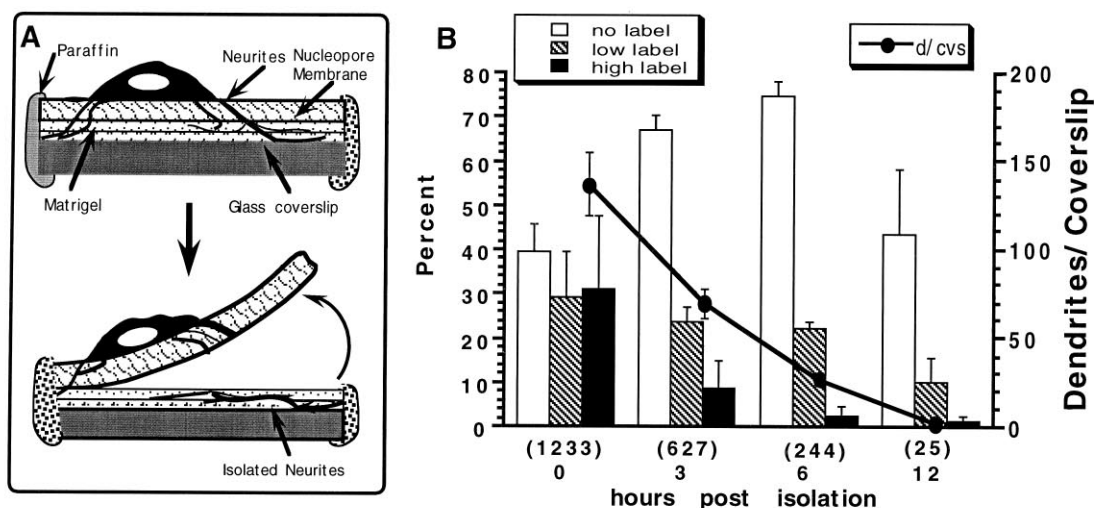 A
Paraffin
Neurites
Nucleopore
Membrane
Matrigel
Glass coverslip
Isolated Neurites
B
no label
low label
high label
d/cvs
80
70
60
50
40
30
20
10
0
Percent
200
150
100
50
0
Dendrites/ Coverslip
(1233) (627) (244) (25)
0 3 6 12
hours post isolation